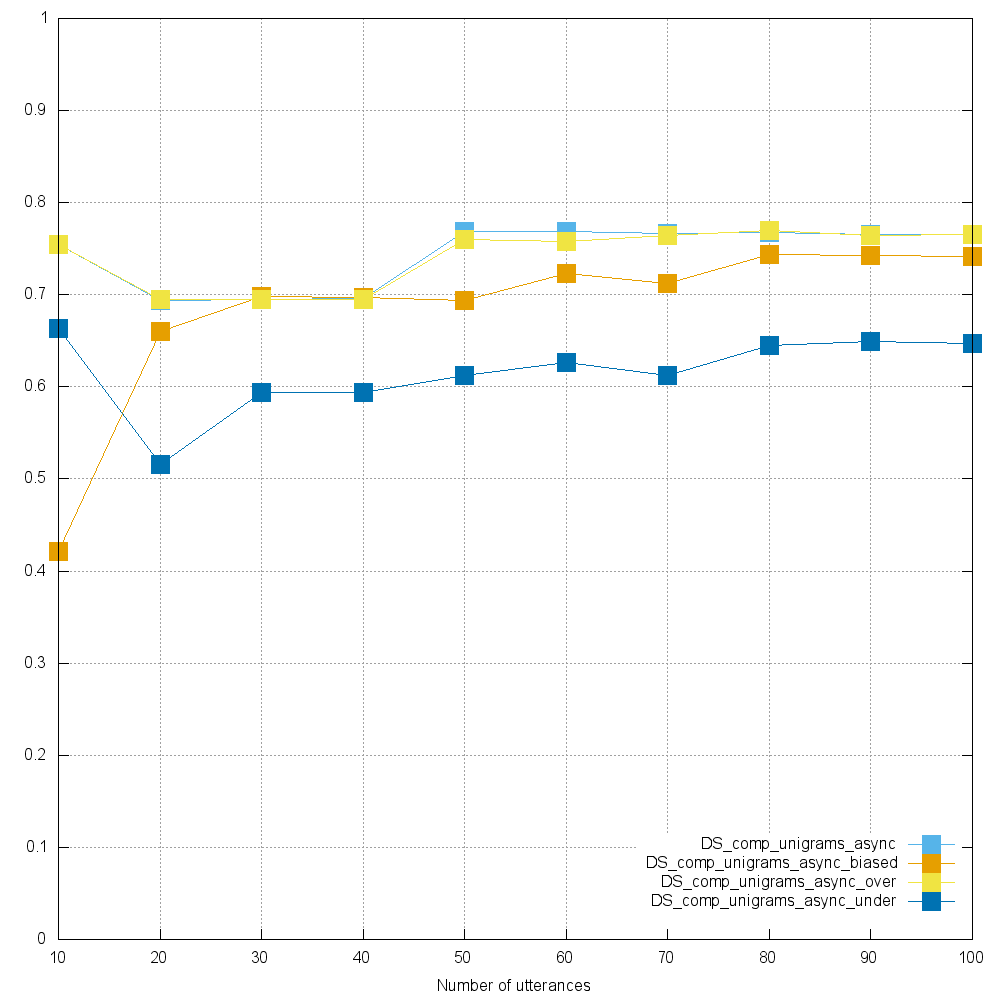 1
0.9
0.8
0.7
0.6
0.5
0.4
0.3
0.2
0.1
0
DS_comp_unigrams_async
DS_comp_unigrams_async_biased
DS_comp_unigrams_async_over
DS_comp_unigrams_async_under
10 20 30 40 50 60 70 80 90 100
Number of utterances